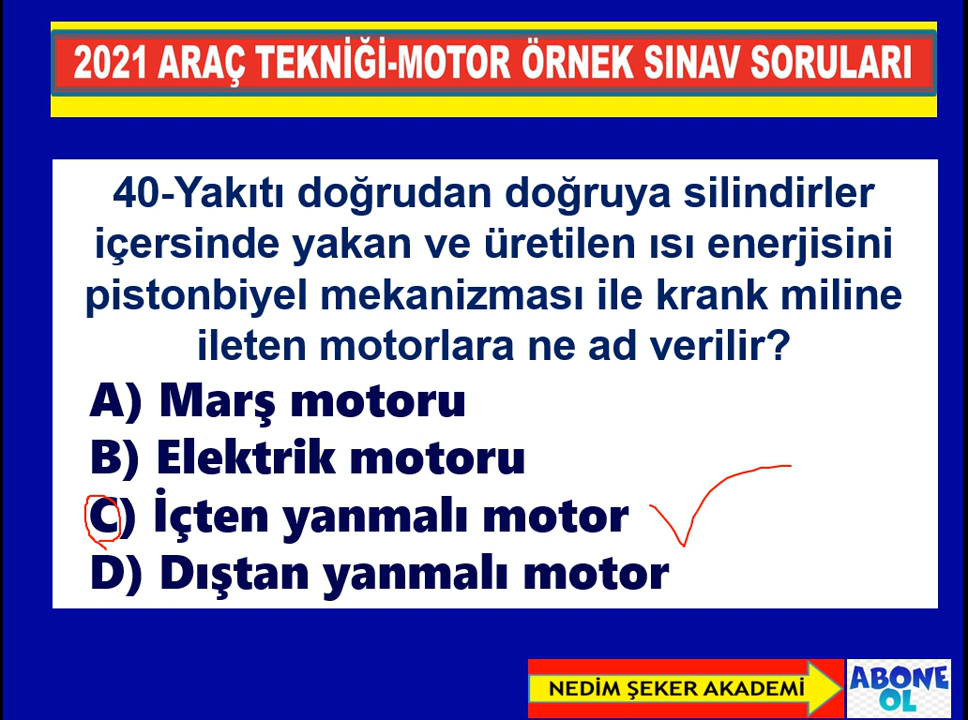 2021 ARAÇ TEKNİĞİ-MOTOR ÖRNEK SINAV SORULARI
40-Yakıtı doğrudan doğruya silindirler
içersinde yakan ve üretilen ısı enerjisini
pistonbiyel mekanizması ile krank miline
ileten motorlara ne ad verilir?
A) Marş motoru
B) Elektrik motoru
C) İçten yanmalı motor
D) Dıştan yanmalı motor
NEDİM ŞEKER AKADEMİ
ABONE
OL